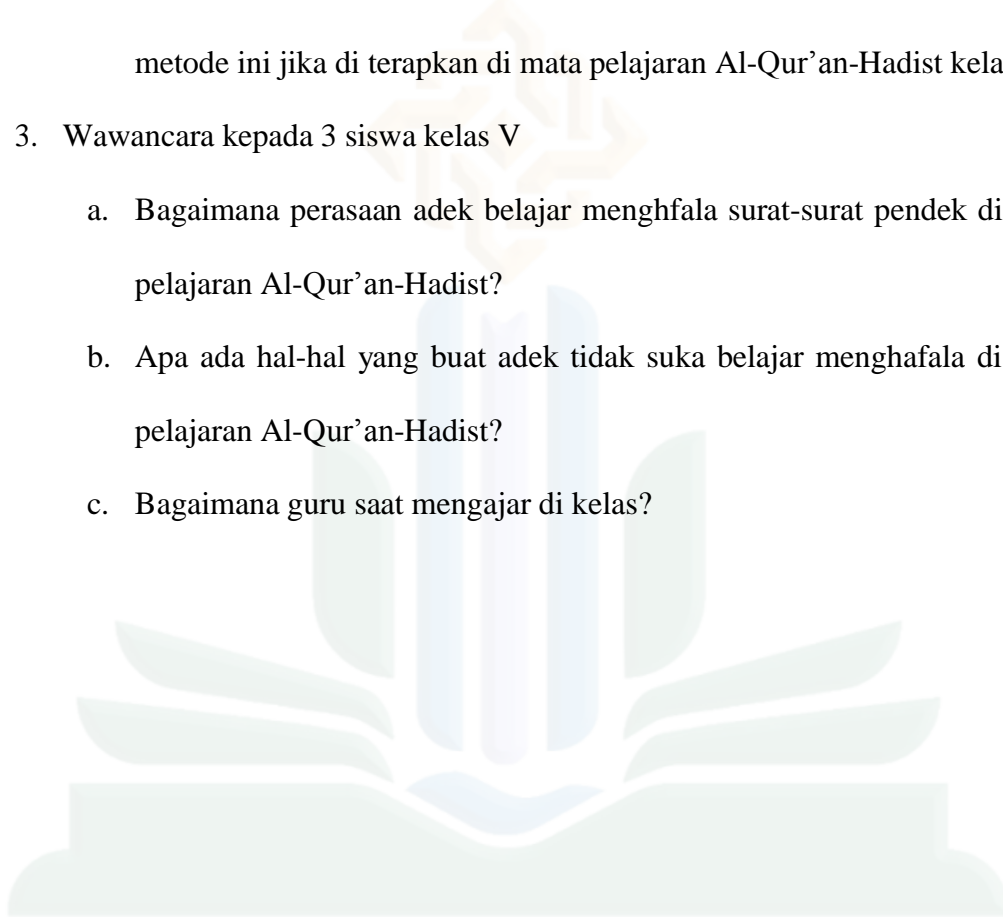 metode ini jika di terapkan di mata pelajaran Al-Qur’an-Hadist kela
3. Wawancara kepada 3 siswa kelas V
a. Bagaimana perasaan adek belajar menghfala surat-surat pendek di
pelajaran Al-Qur’an-Hadist?
b. Apa ada hal-hal yang buat adek tidak suka belajar menghafala di
pelajaran Al-Qur’an-Hadist?
c. Bagaimana guru saat mengajar di kelas?